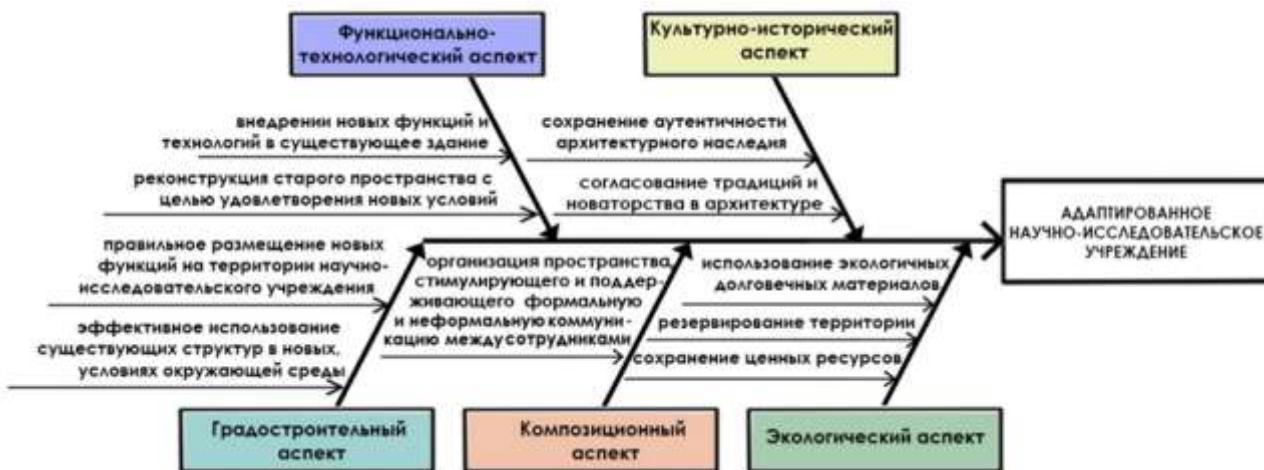 Функционально-
технологический аспект
Культурно-исторический
аспект
внедрении новых функций и
технологий в существующее здание
реконструкция старого пространства с
целью удовлетворения новых условий
сохранение аутентичности
архитектурного наследия
согласование традиций и
новаторства в архитектуре
АДАПТИРОВАННОЕ
НАУЧНО-ИССЛЕДОВАТЕЛЬСКОЕ
УЧРЕЖДЕНИЕ
правильное размещение новых
функций на территории научно-
исследовательского учреждения
эффективное использование
существующих структур в новых,
условиях окружающей среды
организация пространства,
стимулирующего и поддер-
живающего формальную
и неформальную коммуни-
кацию между сотрудниками
использование экологичных
долговечных материалов
резервирование территории
сохранение ценных ресурсов
Градостроительный
аспект
Композиционный
аспект
Экологический аспект